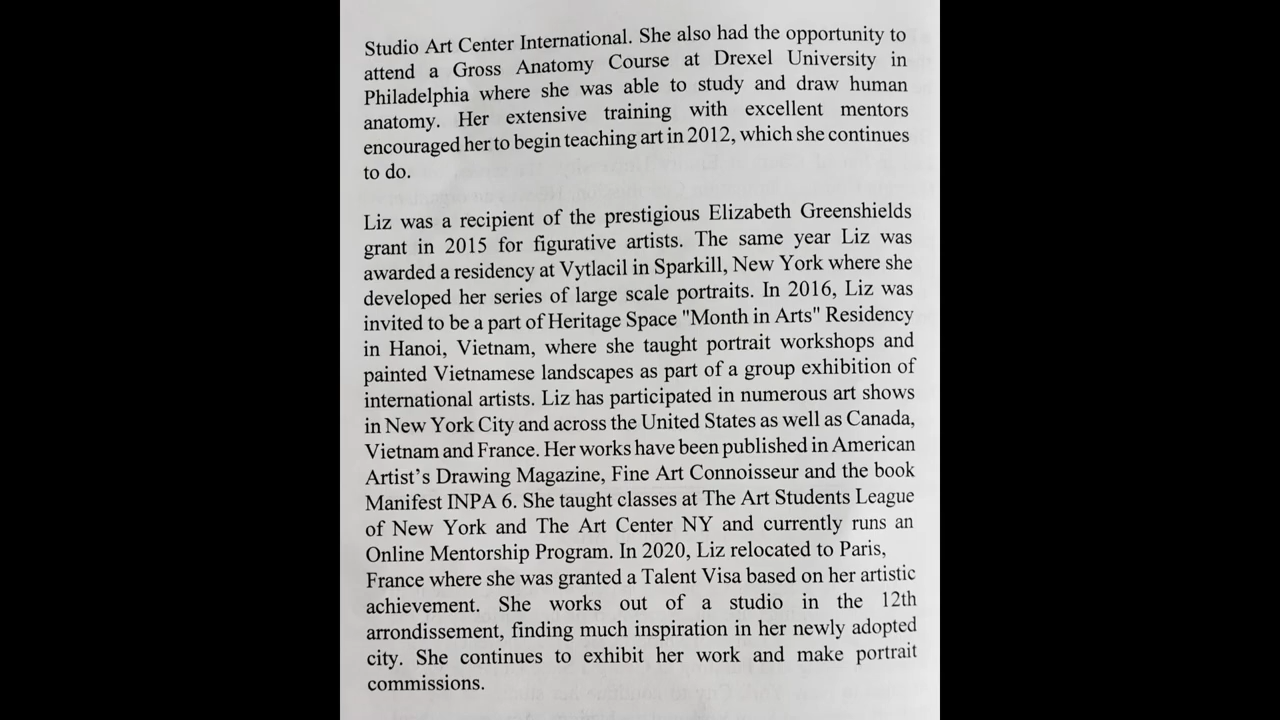 Studio Art Center International. She also had the opportunity to
attend a Gross Anatomy Course at Drexel University in
Philadelphia where she was able to study and draw human
anatomy. Her extensive training with excellent mentors
encouraged her to begin teaching art in 2012, which she continues
to do.
Liz was a recipient of the prestigious Elizabeth Greenshields
grant in 2015 for figurative artists. The same year Liz was
awarded a residency at Vytlacil in Sparkill, New York where she
developed her series of large scale portraits. In 2016, Liz was
invited to be a part of Heritage Space "Month in Arts" Residency
in Hanoi, Vietnam, where she taught portrait workshops and
painted Vietnamese landscapes as part of a group exhibition of
international artists. Liz has participated in numerous art shows
in New York City and across the United States as well as Canada,
Vietnam and France. Her works have been published in American
Artist’s Drawing Magazine, Fine Art Connoisseur and the book
Manifest INPA 6. She taught classes at The Art Students League
of New York and The Art Center NY and currently runs an
Online Mentorship Program. In 2020, Liz relocated to Paris,
France where she was granted a Talent Visa based on her artistic
achievement. She works out of a studio in the 12th
arrondissement, finding much inspiration in her newly adopted
city. She continues to exhibit her work and make portrait
commissions.